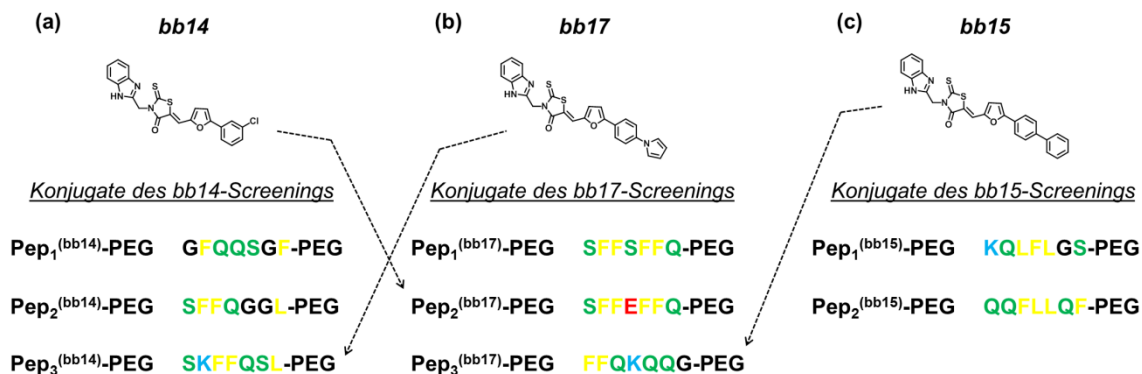 (a) bb14
(b) bb17
(c) bb15
N
HN
N
S
S
O
O
Cl
N
HN
N
S
S
O
O
N
N
HN
N
S
S
O
O
Konjugate des bb14-Screenings
Konjugate des bb17-Screenings
Konjugate des bb15-Screenings
Pep1(bb14)-PEG GFQQSGF-PEG
Pep1(bb17)-PEG SFFSFFQ-PEG
Pep1(bb15)-PEG KQLFLGS-PEG
Pep2(bb14)-PEG SFFQGGL-PEG
Pep2(bb17)-PEG SFFEFFQ-PEG
Pep2(bb15)-PEG QQFLLQF-PEG
Pep3(bb14)-PEG SKFFQSL-PEG
Pep3(bb17)-PEG FFQKQQG-PEG